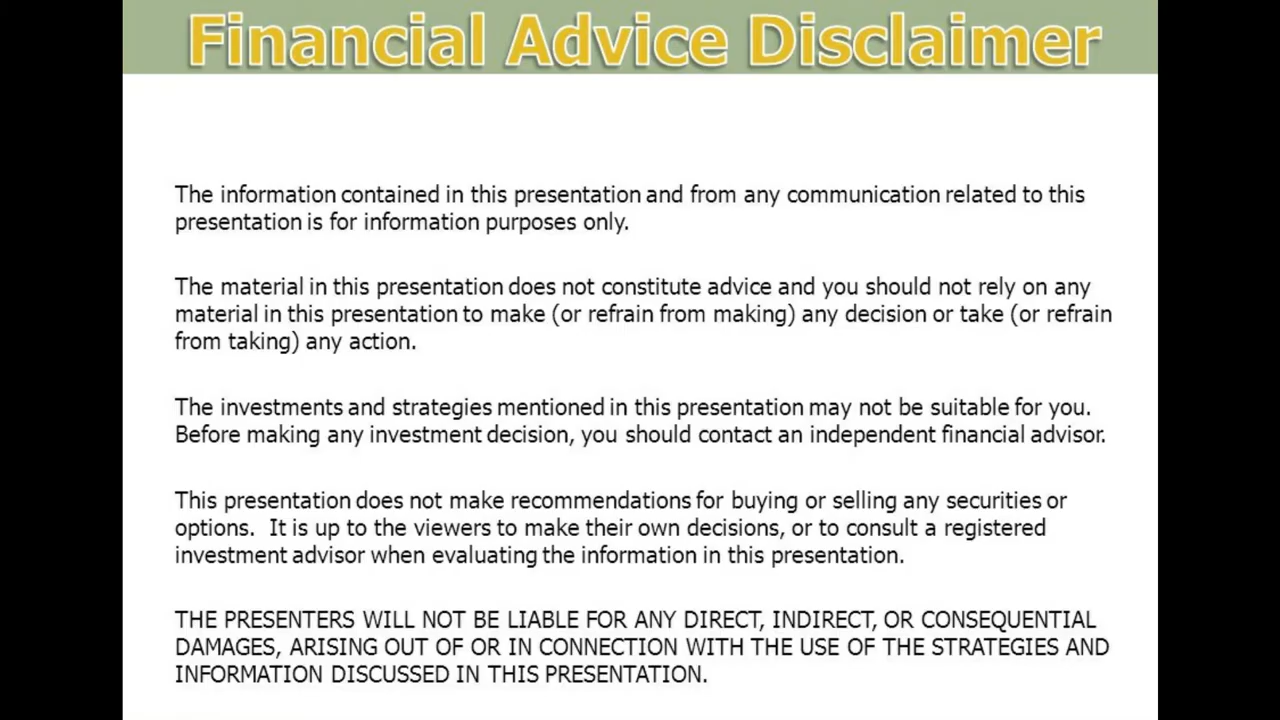 Financial Advice Disclaimer
The information contained in this presentation and from any communication related to this
presentation is for information purposes only.
The material in this presentation does not constitute advice and you should not rely on any
material in this presentation to make (or refrain from making) any decision or take (or refrain
from taking) any action.
The investments and strategies mentioned in this presentation may not be suitable for you.
Before making any investment decision, you should contact an independent financial advisor.
This presentation does not make recommendations for buying or selling any securities or
options.  It is up to the viewers to make their own decisions, or to consult a registered
investment advisor when evaluating the information in this presentation.
THE PRESENTERS WILL NOT BE LIABLE FOR ANY DIRECT, INDIRECT, OR CONSEQUENTIAL
DAMAGES, ARISING OUT OF OR IN CONNECTION WITH THE USE OF THE STRATEGIES AND
INFORMATION DISCUSSED IN THIS PRESENTATION.